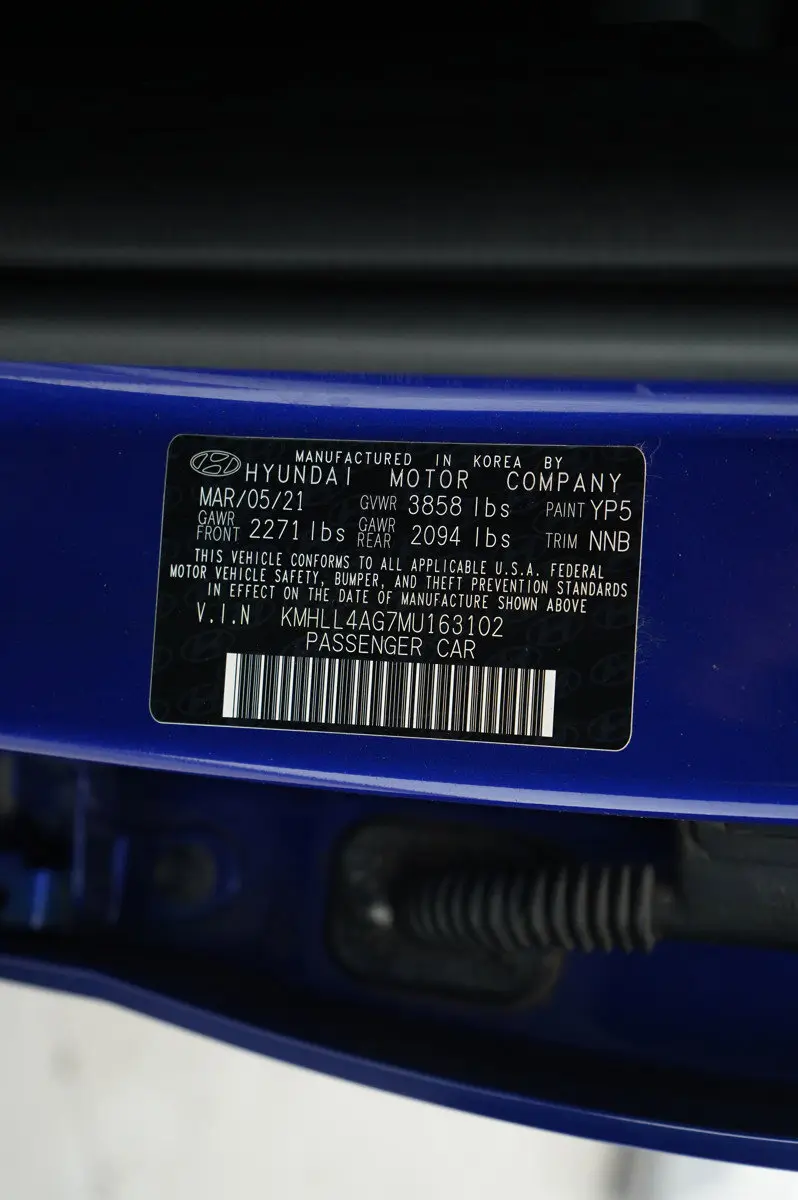 MANUFACTURED IN KOREA BY
HYUNDAI MOTOR COMPANY
MAR/05/21 GVWR 3858 lbs PAINT YP5
GAWR FRONT 2271 lbs GAWR REAR 2094 lbs TRIM NNB
THIS VEHICLE CONFORMS TO ALL APPLICABLE U.S.A. FEDERAL
MOTOR VEHICLE SAFETY, BUMPER, AND THEFT PREVENTION STANDARDS
IN EFFECT ON THE DATE OF MANUFACTURE SHOWN ABOVE
V.I.N KMHLL4AG7MU163102
PASSENGER CAR